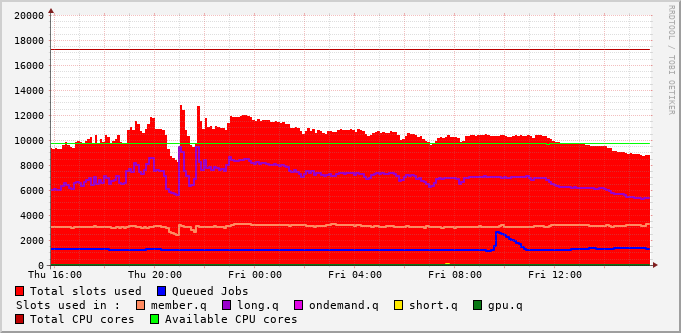 RRDTOOL / TOBI OETIKER
20000
18000
16000
14000
12000
10000
8000
6000
4000
2000
0
Thu 16:00 Thu 20:00 Fri 00:00 Fri 04:00 Fri 08:00 Fri 12:00
Total slots used Queued Jobs
Slots used in : member.q long.q ondemand.q short.q gpu.q
Total CPU cores Available CPU cores